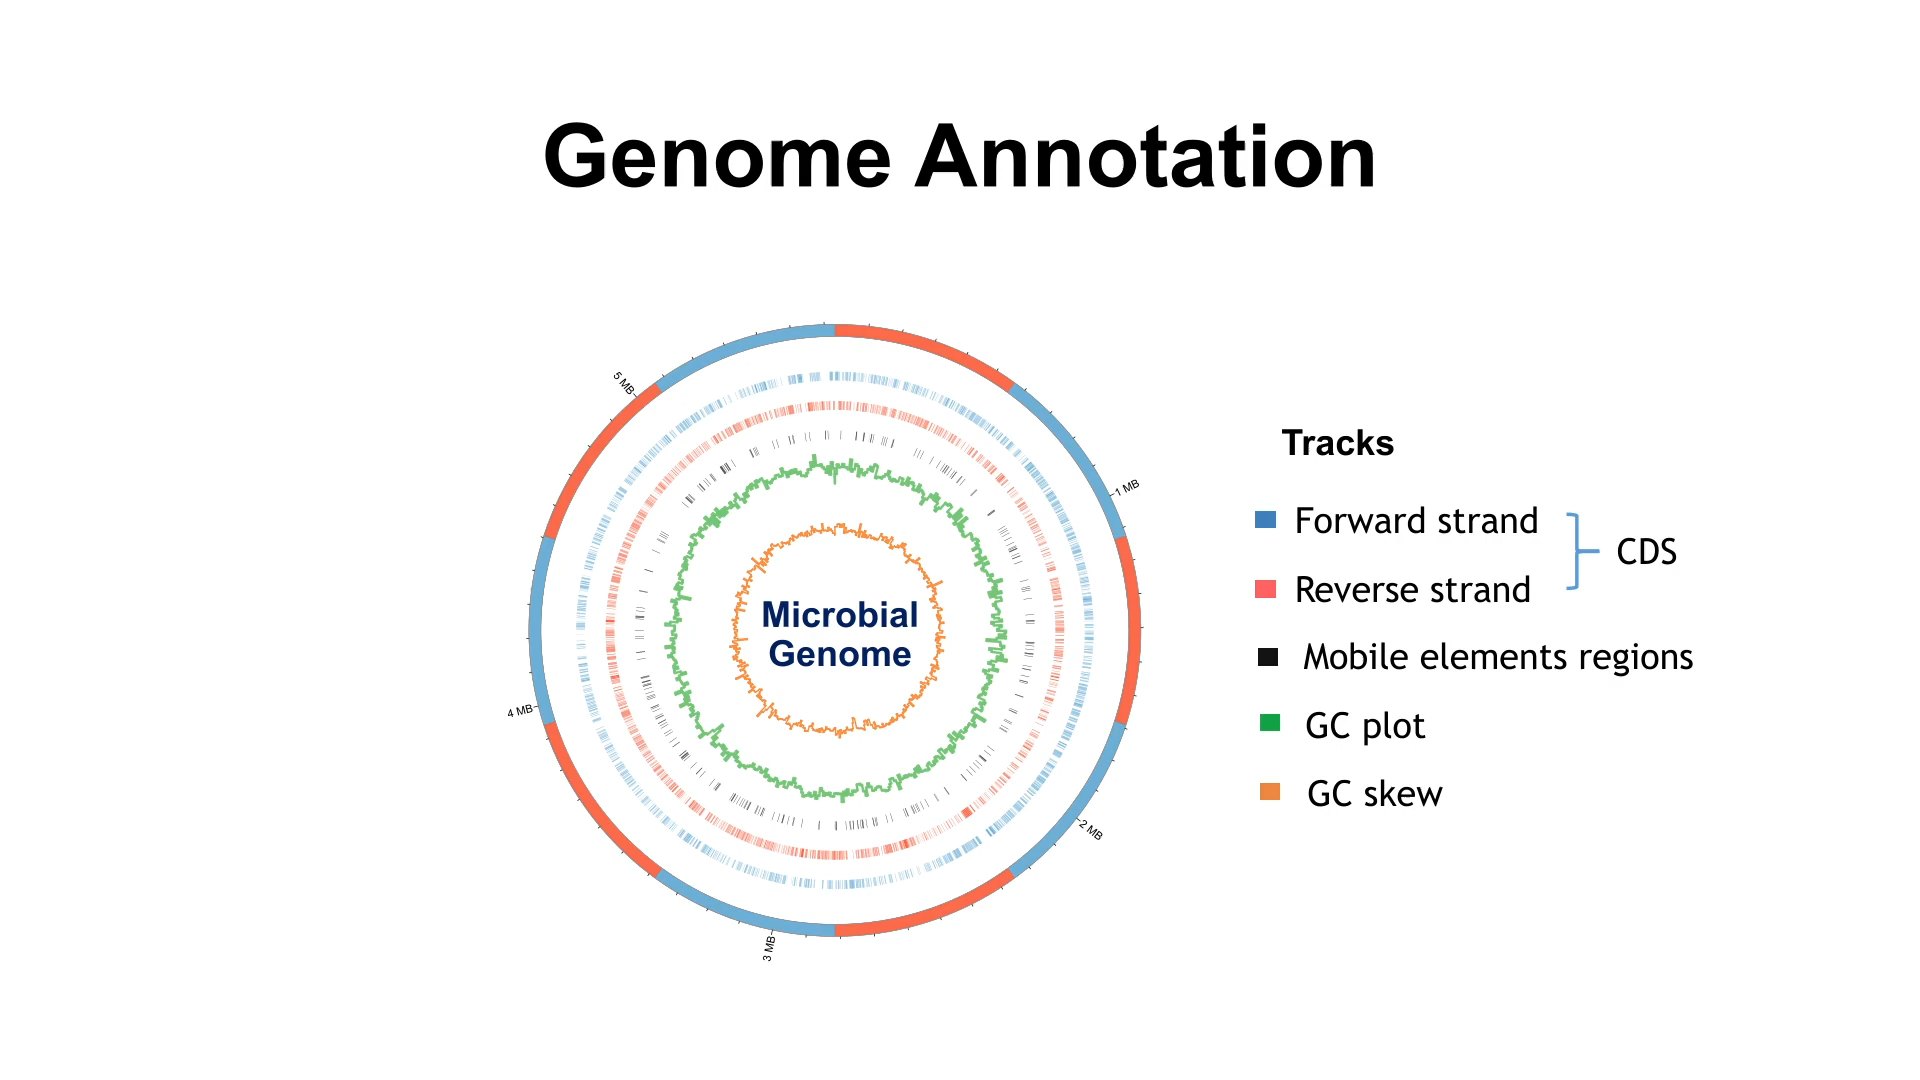 Genome Annotation
5 MB
1 MB
Tracks
Forward strand
CDS
Reverse strand
Microbial
Genome
Mobile elements regions
4 MB
GC plot
GC skew
2 MB
3 MB